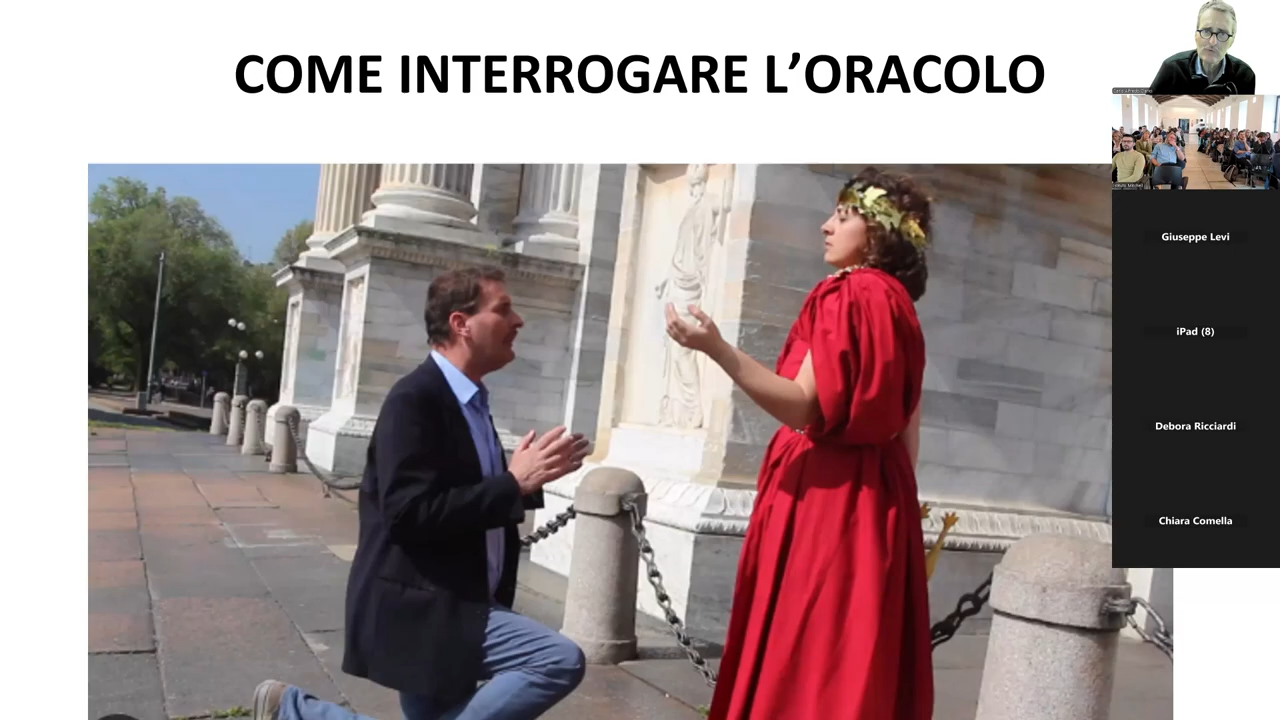 COME INTERROGARE L'ORACOLO
Giuseppe Levi
iPad (8)
Debora Ricciardi
Chiara Comella